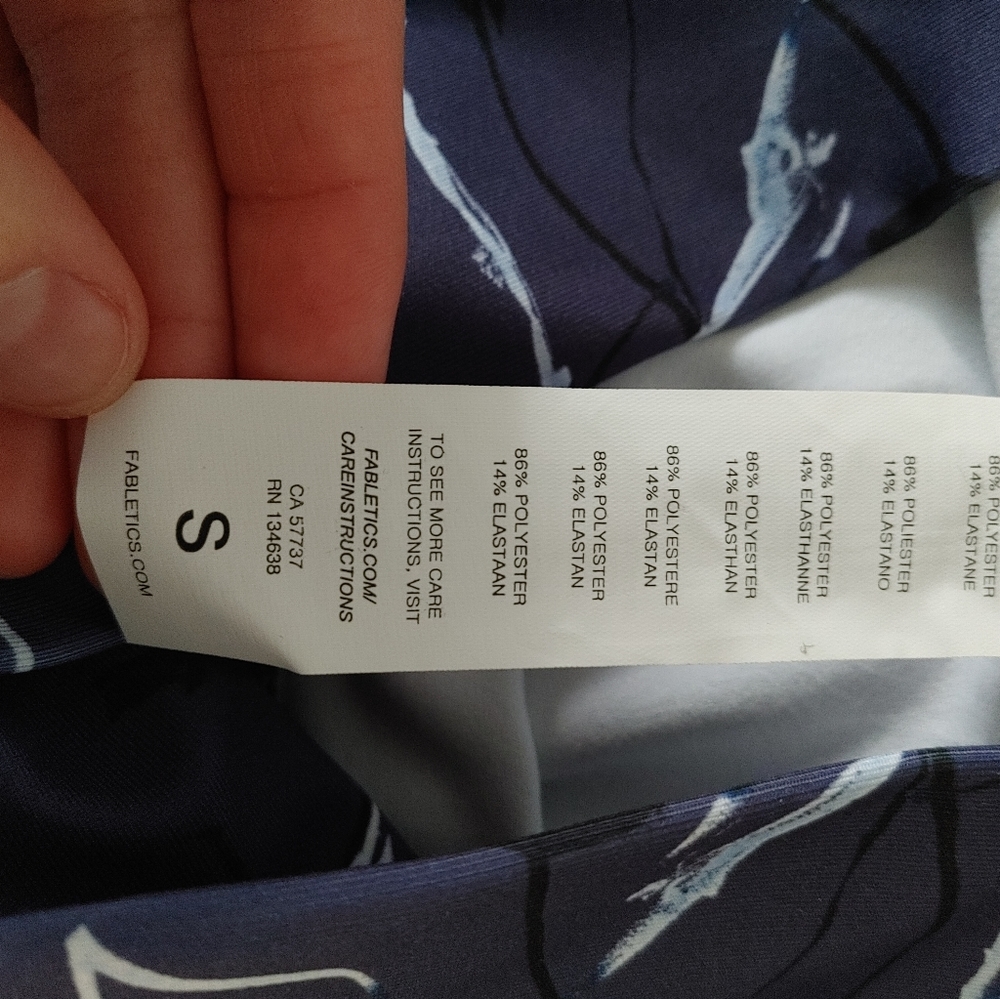 86% POLYESTER
14% ELASTANE
86% POLIÉSTER
14% ELASTANO
86% POLYESTER
14% ELASTHANNE
86% POLYESTER
14% ELASTHAN
86% POLYESTERE
14% ELASTAN
86% POLYESTER
14% ELASTAN
86% POLYESTER
14% ELASTAAN
TO SEE MORE CARE
INSTRUCTIONS, VISIT
FABLETICS.COM/
CAREINSTRUCTIONS
CA 57737
RN 134638
S
FABLETICS.COM